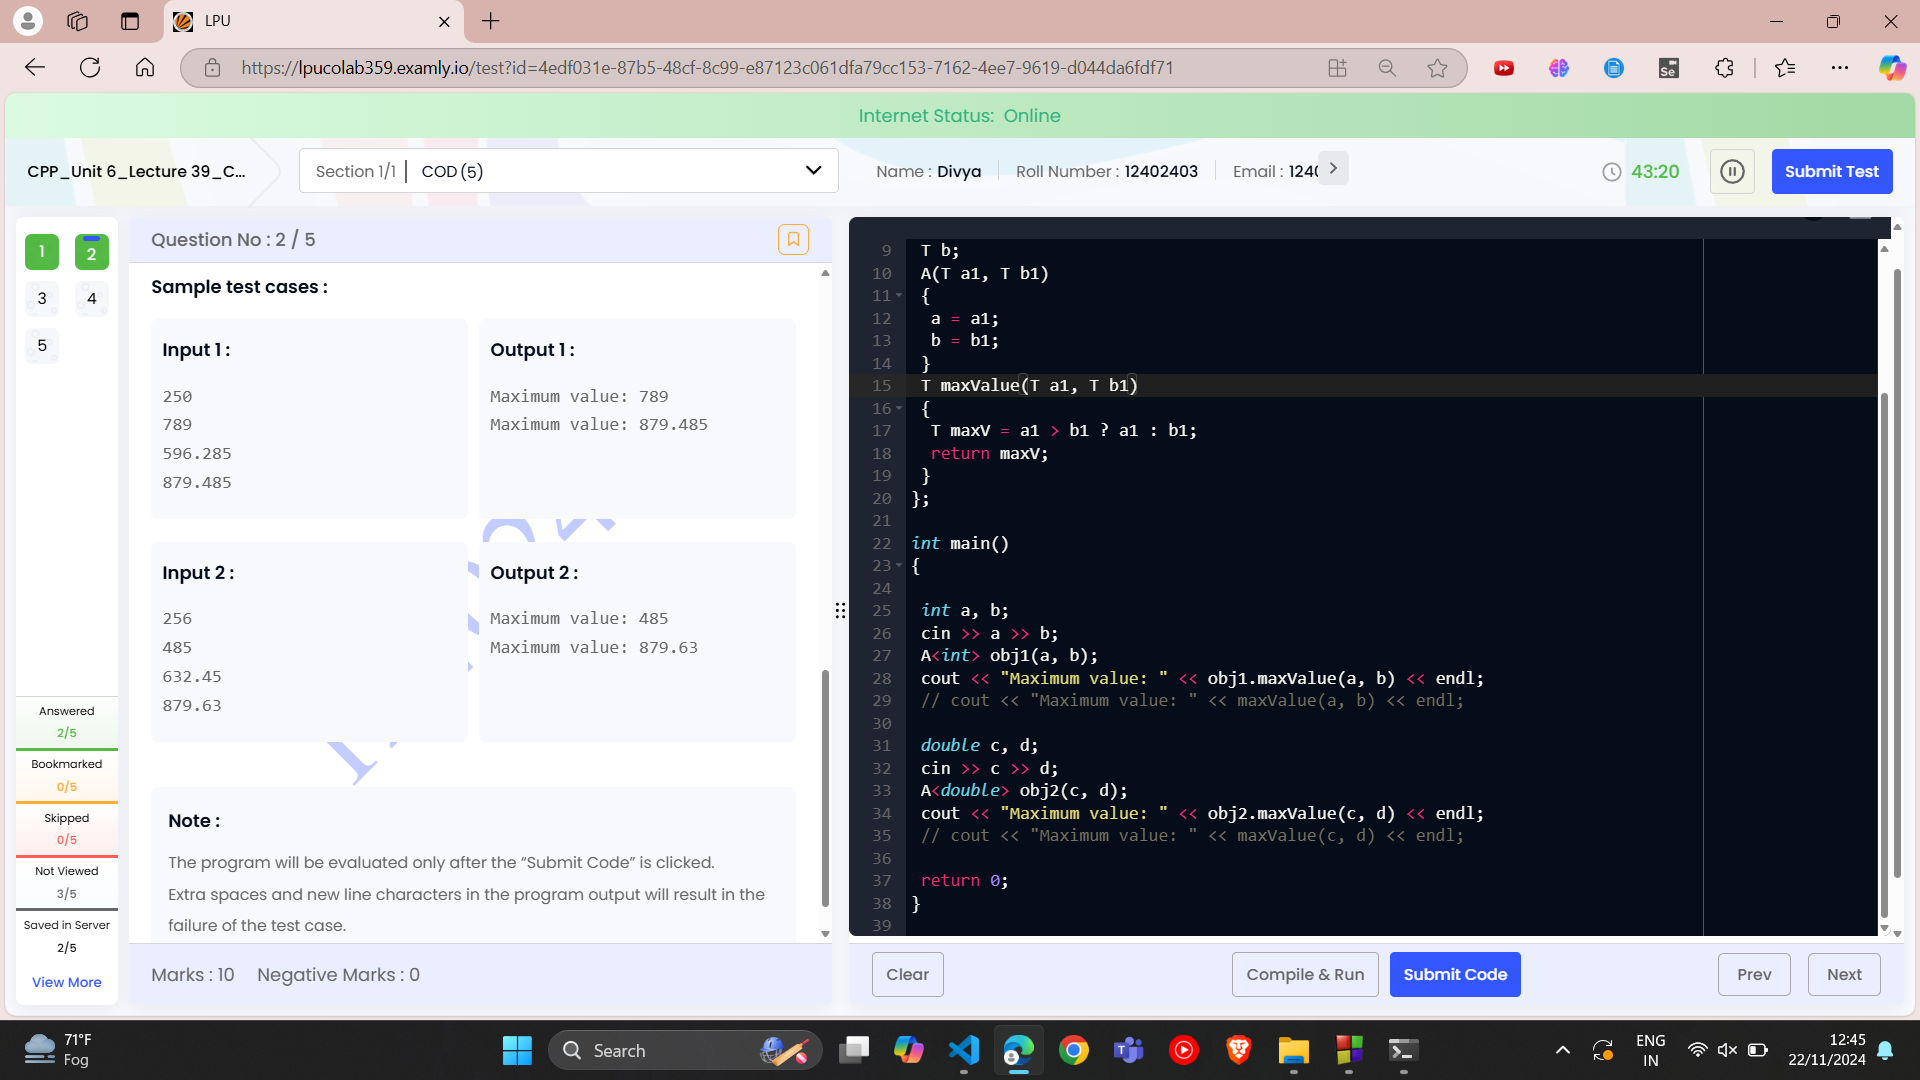 LPU
https://lpucolab359.examly.io/test?id=4edf031e-87b5-48cf-8c99-e87123c061dfa79cc153-7162-4ee7-9619-d044da6fdf71
Internet Status: Online
CPP_Unit 6_Lecture 39_C...
Section 1/1
COD (5)
Name : Divya
Roll Number : 12402403
Email : 1240
43:20
Submit Test
1
2
3
4
5
Answered
2/5
Bookmarked
0/5
Skipped
0/5
Not Viewed
3/5
Saved in Server
2/5
View More
Question No : 2 / 5
Sample test cases :
Input 1 :
250
789
596.285
879.485
Output 1 :
Maximum value: 789
Maximum value: 879.485
Input 2 :
256
485
632.45
879.63
Output 2 :
Maximum value: 485
Maximum value: 879.63
Note :
The program will be evaluated only after the “Submit Code” is clicked.
Extra spaces and new line characters in the program output will result in the
failure of the test case.
Marks : 10
Negative Marks : 0
9 T b;
10 A(T a1, T b1)
11 {
12 a = a1;
13 b = b1;
14 }
15 T maxValue(T a1, T b1)
16 {
17 T maxV = a1 > b1 ? a1 : b1;
18 return maxV;
19 }
20 };
21
22 int main()
23 {
24
25 int a, b;
26 cin >> a >> b;
27 A<int> obj1(a, b);
28 cout << "Maximum value: " << obj1.maxValue(a, b) << endl;
29 // cout << "Maximum value: " << maxValue(a, b) << endl;
30
31 double c, d;
32 cin >> c >> d;
33 A<double> obj2(c, d);
34 cout << "Maximum value: " << obj2.maxValue(c, d) << endl;
35 // cout << "Maximum value: " << maxValue(c, d) << endl;
36
37 return 0;
38 }
39
Clear
Compile & Run
Submit Code
Prev
Next
71°F
Fog
Search
ENG
IN
12:45
22/11/2024